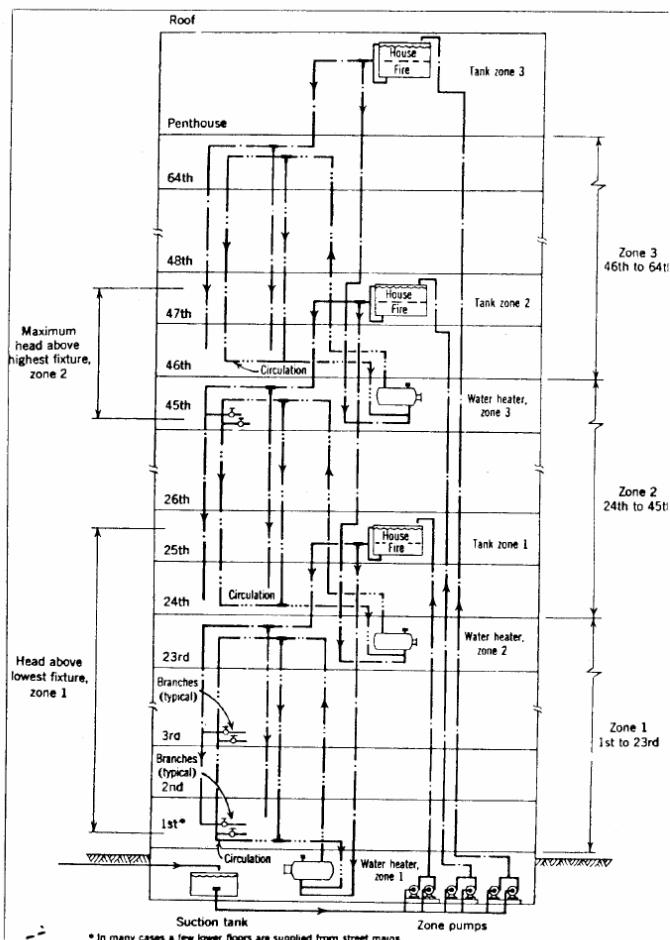 Roof
House
Fire
Tank zone 3
Penthouse
64th
48th
Zone 3
46th to 64t
House
Fire
Tank zone 2
47th
Maximum
head above
highest fixture,
zone 2
46th
Circulation
Water heater,
zone 3
45th
26th
Zone 2
24th to 45t
House
Fire
Tank zone 1
25th
24th
Circulation
Water heater,
zone 2
23rd
Head above
lowest fixture,
zone 1
Branches
(typical)
3rd
Zone 1
1st to 23rd
Branches
(typical)
2nd
1st*
Circulation
Water heater,
zone 1
Suction tank
Zone pumps
* In many cases a few lower floors are supplied from street mains